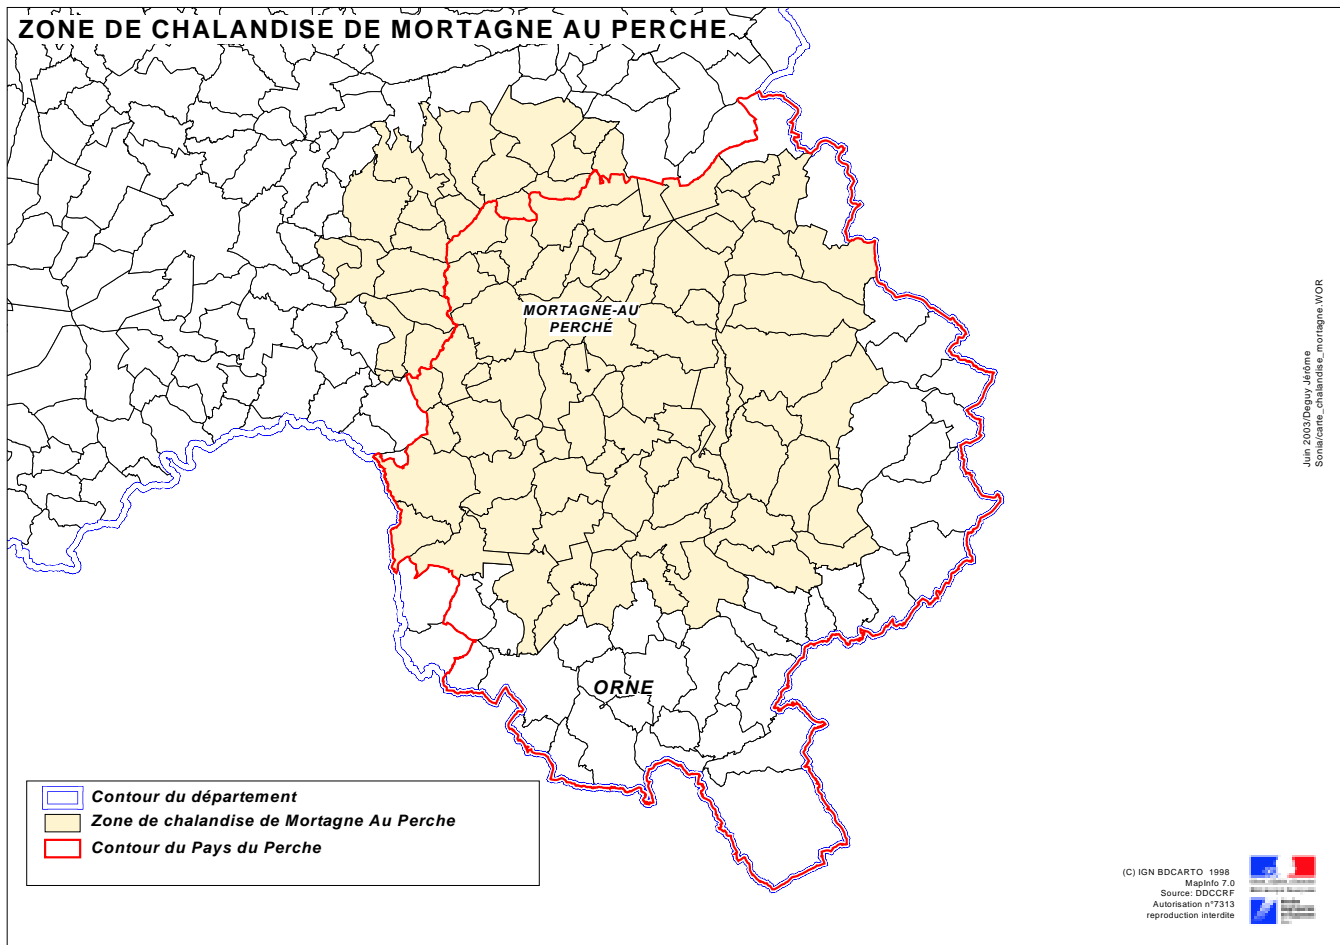 ZONE DE CHALANDISE DE MORTAGNE AU PERCHE
MORTAGNE-AU
PERCHÉ
ORNE
Contour du département
Zone de chalandise de Mortagne Au Perche
Contour du Pays du Perche
Juin 2003/Deguy Jérôme
Sonia/carte_chalandise_mortagne.WOR
(C) IGN BDCARTO 1998
MapInfo 7.0
Source: DDCCRF
Autorisation n°7313
reproduction interdite